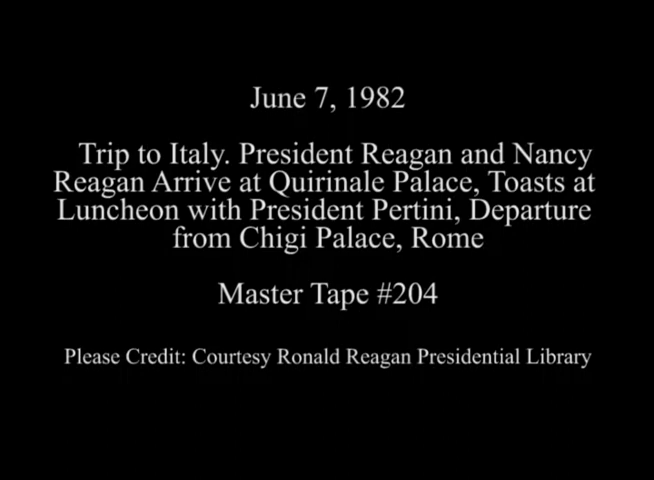 June 7, 1982
Trip to Italy. President Reagan and Nancy
Reagan Arrive at Quirinale Palace, Toasts at
Luncheon with President Pertini, Departure
from Chigi Palace, Rome
Master Tape #204
Please Credit: Courtesy Ronald Reagan Presidential Library